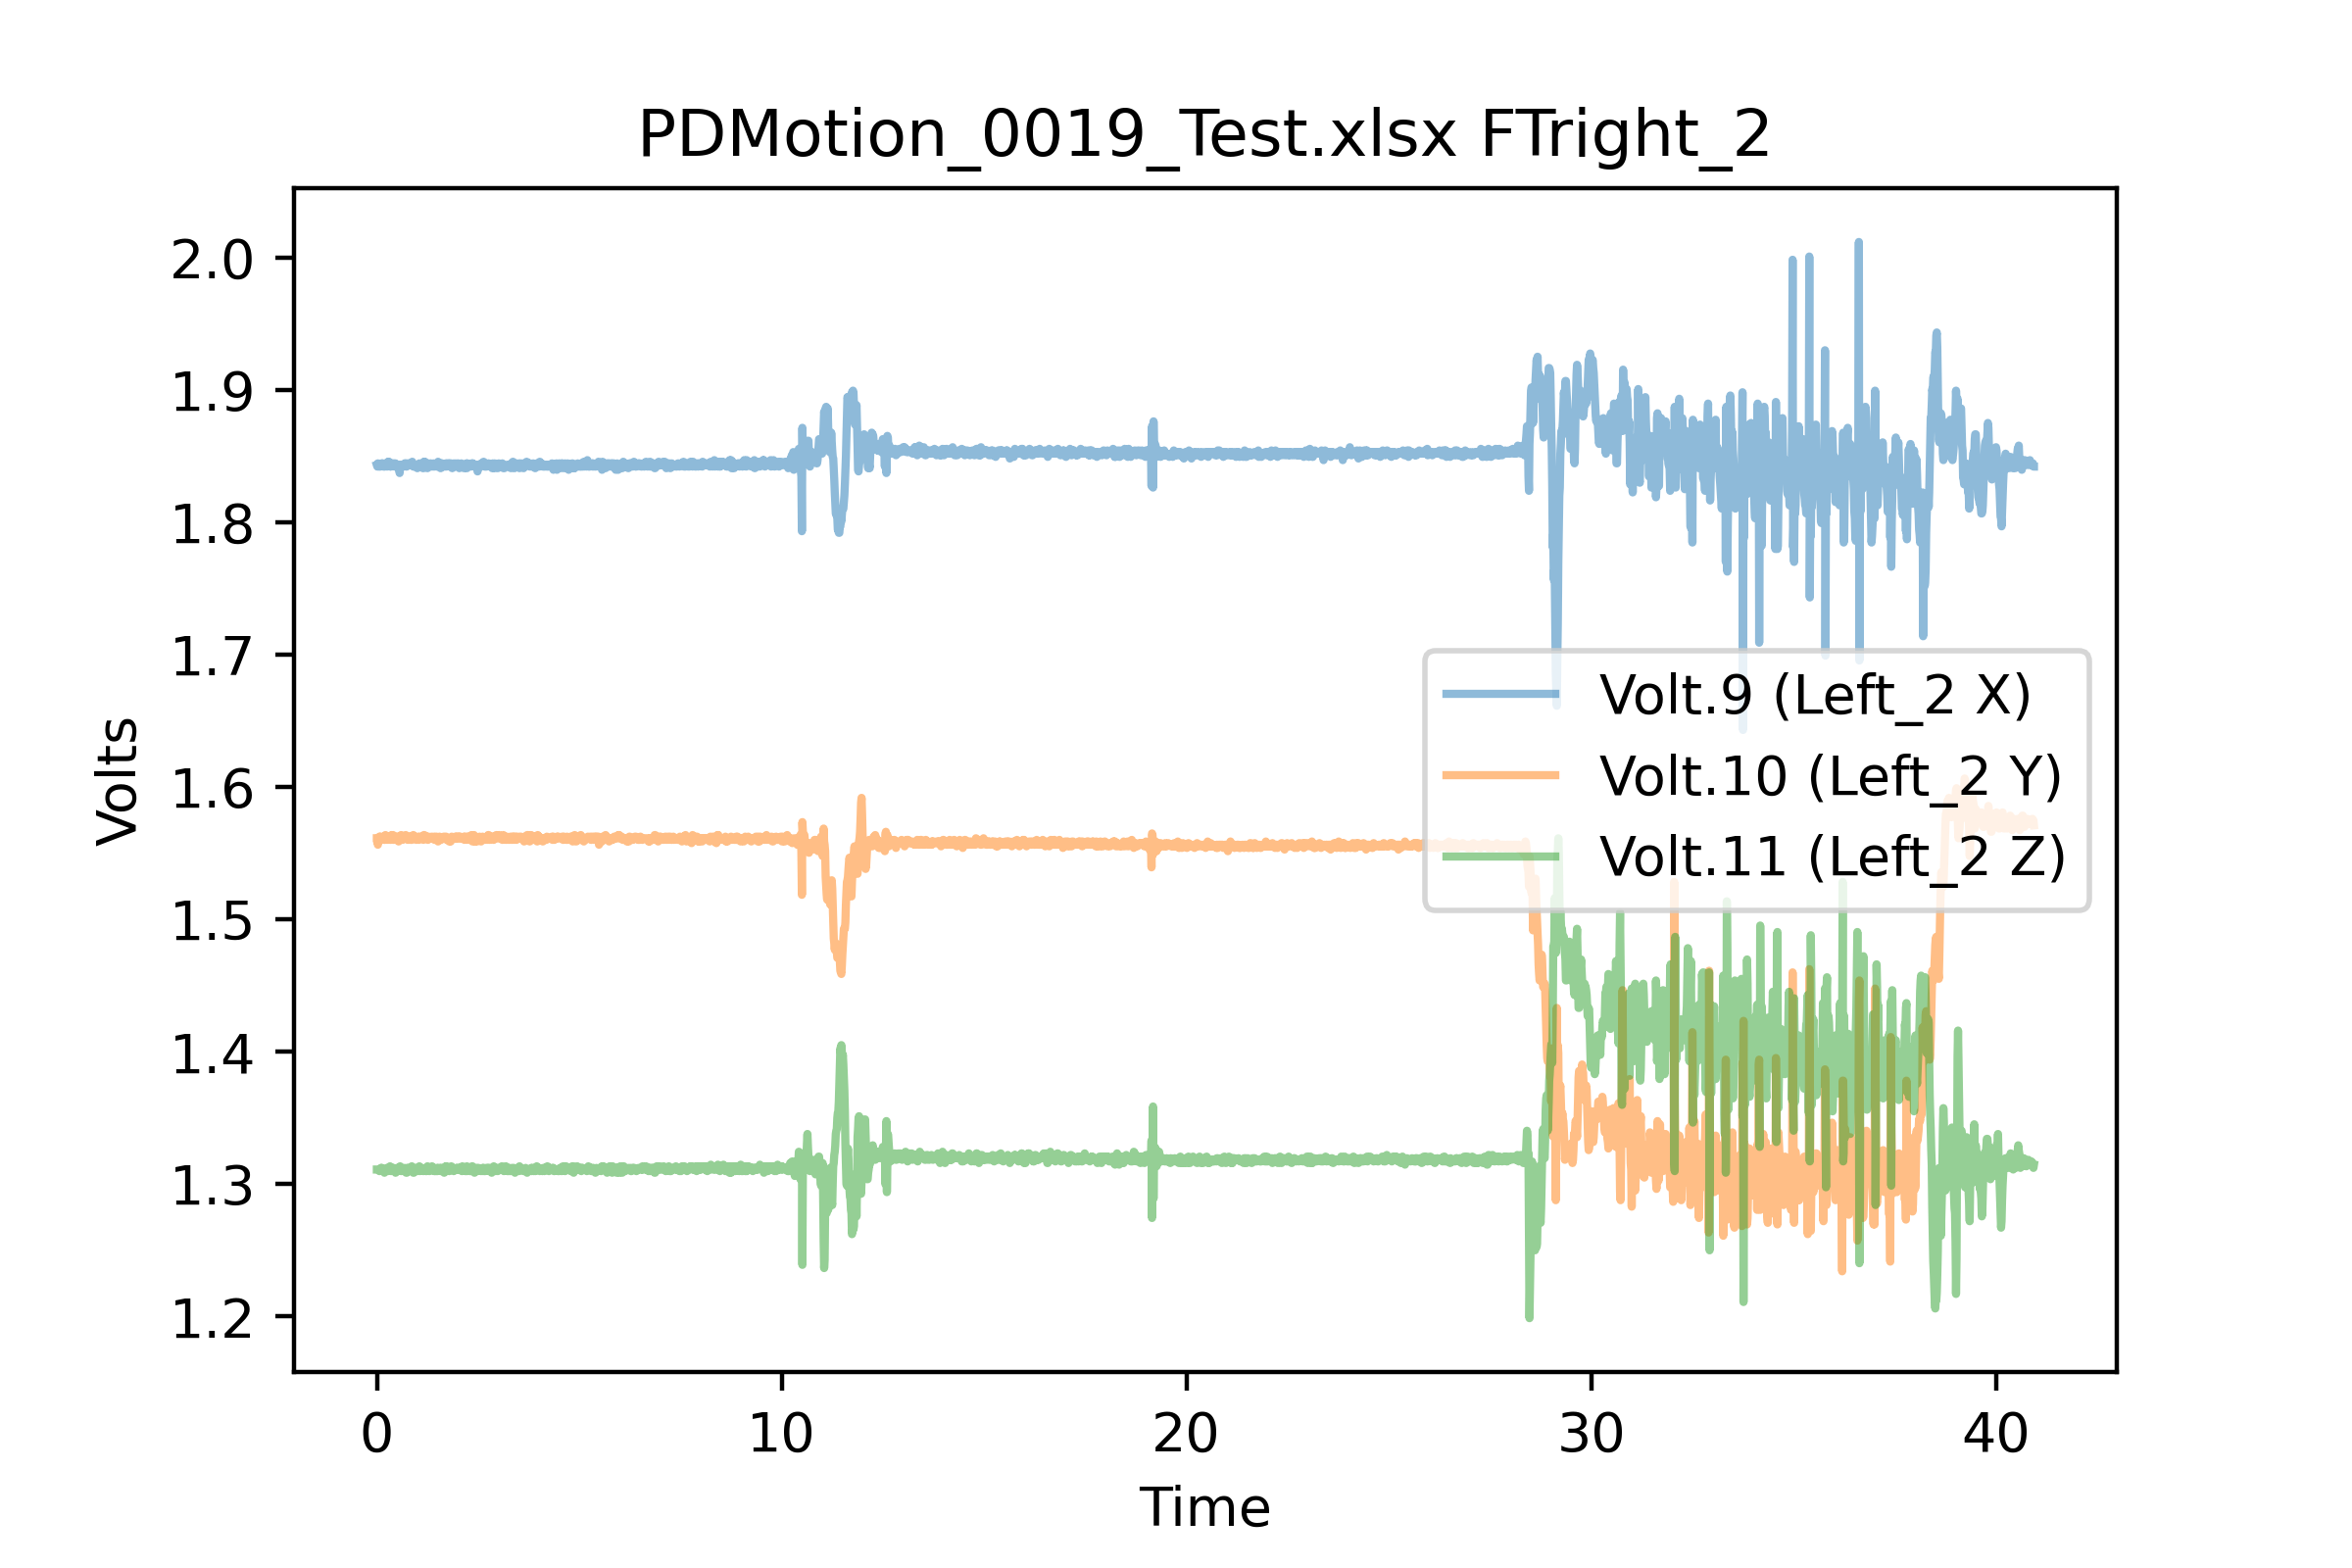 PDMotion_0019_Test.xlsx FTright_2
2.0
1.9
1.8
1.7
1.6
1.5
1.4
1.3
1.2
Volts
Volt.9 (Left_2 X)
Volt.10 (Left_2 Y)
Volt.11 (Left_2 Z)
0 10 20 30 40
Time